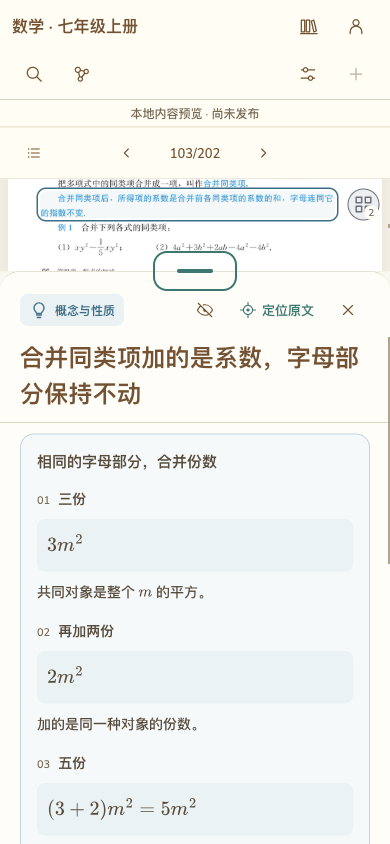 数学 · 七年级上册
本地内容预览 · 尚未发布
103/202
把多项式中的同类项合并成一项，叫作合并同类项.
合并同类项后，所得项的系数是合并前各同类项的系数的和，字母连同它
的指数不变.
2
例 1 合并下列各式的同类项：
（1）xy²−1/5xy²； （2）4a²+3b²+2ab−4a²−4b².
概念与性质
定位原文
合并同类项加的是系数，字母部
分保持不动
相同的字母部分，合并份数
01 三份
3m²
共同对象是整个 m 的平方。
02 再加两份
2m²
加的是同一种对象的份数。
03 五份
(3 + 2)m² = 5m²